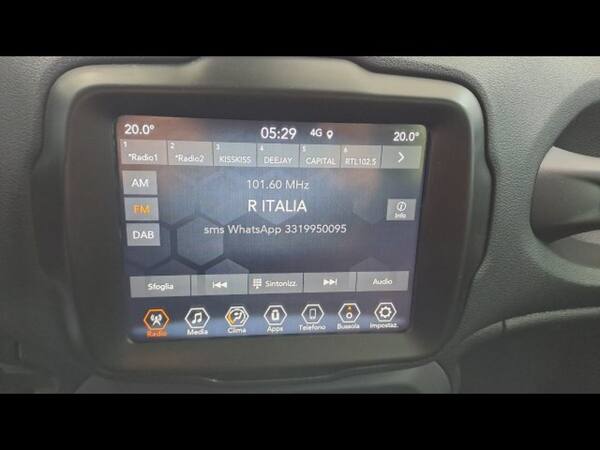 20.0° 05:29 4G 20.0°
1 *Radio1 2 *Radio2 3 KISSKISS 4 DEEJAY 5 CAPITAL 6 RTL102.5
AM
101.60 MHz
FM
R ITALIA
Info
DAB
sms WhatsApp 3319950095
Sfoglia Sintonizz. Audio
Radio Media Clima Apps Telefono Bussola Impostaz.